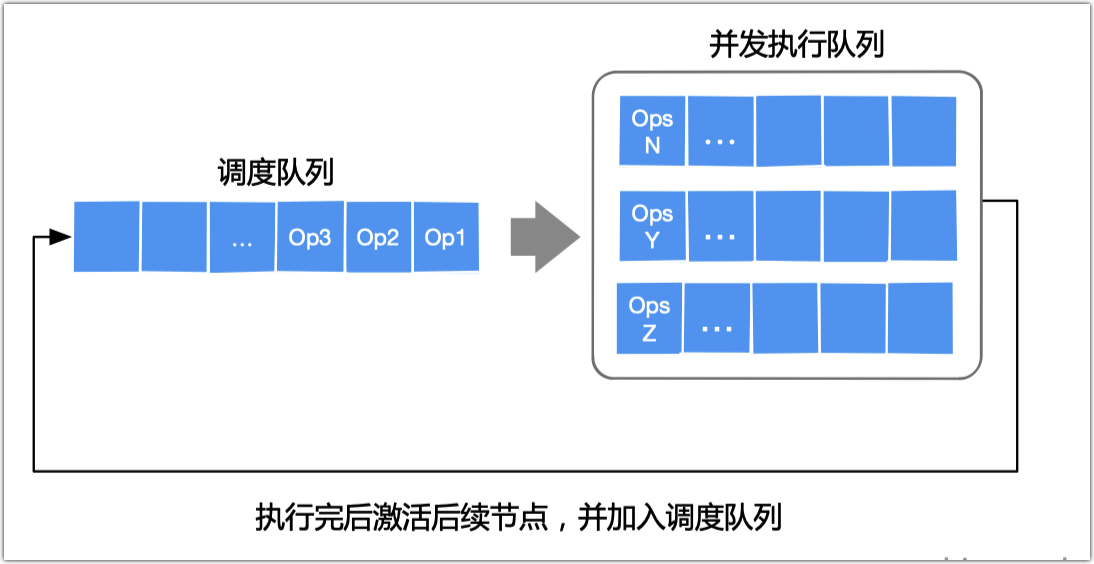 并发执行队列
调度队列
... Op3 Op2 Op1
Ops
N ...
Ops
Y ...
Ops
Z ...
执行完后激活后续节点，并加入调度队列